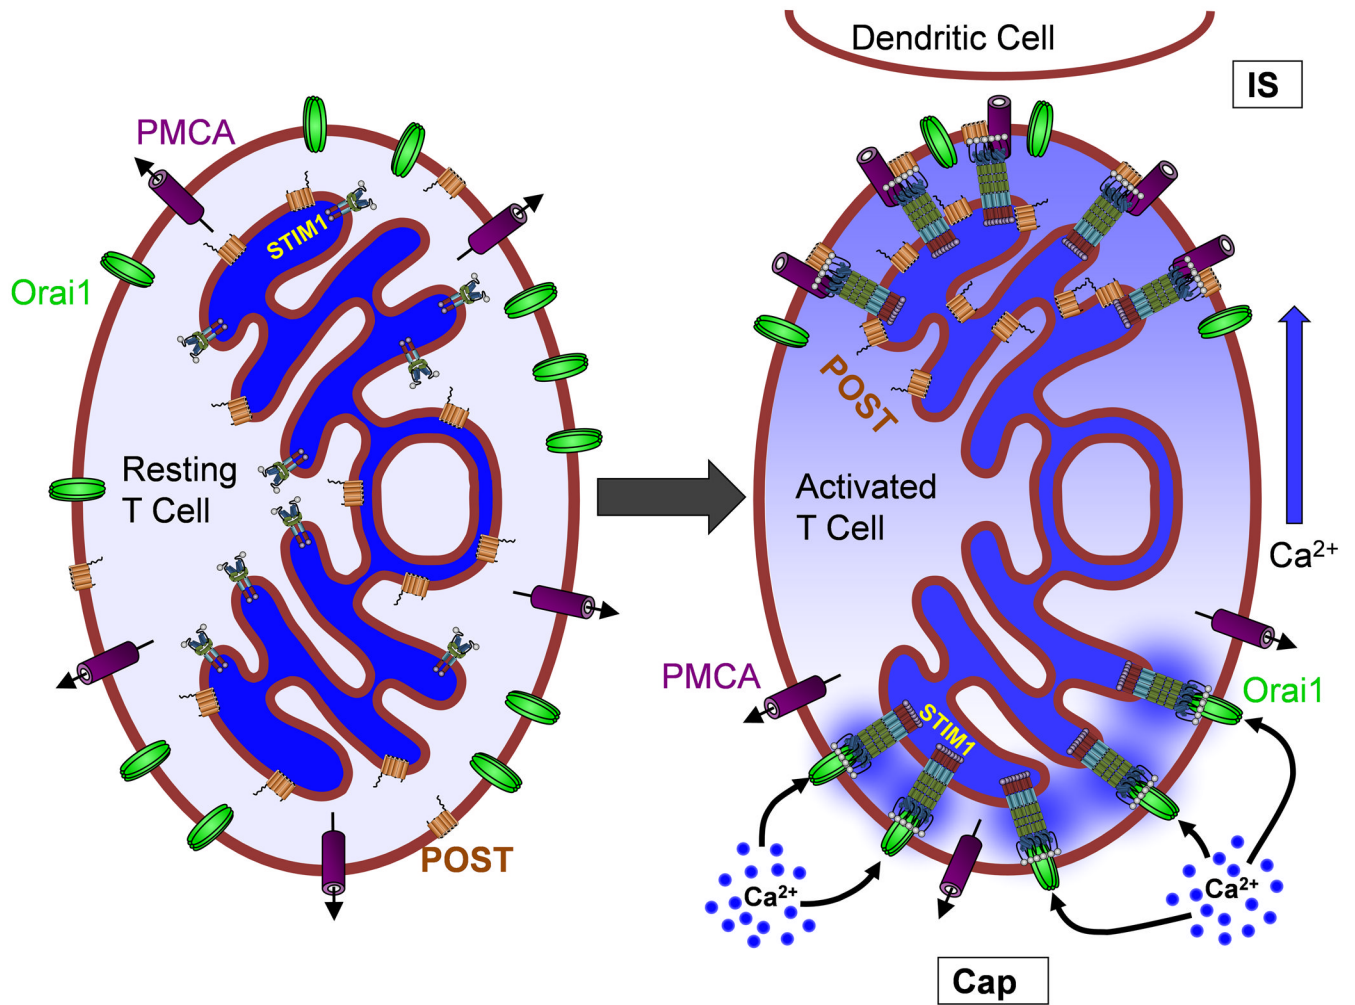 Dendritic Cell
IS
PMCA
STIM1
Orai1
POST
Resting
T Cell
Activated
T Cell
Ca²⁺
PMCA
Orai1
STIM1
POST
Ca²⁺
Ca²⁺
Cap